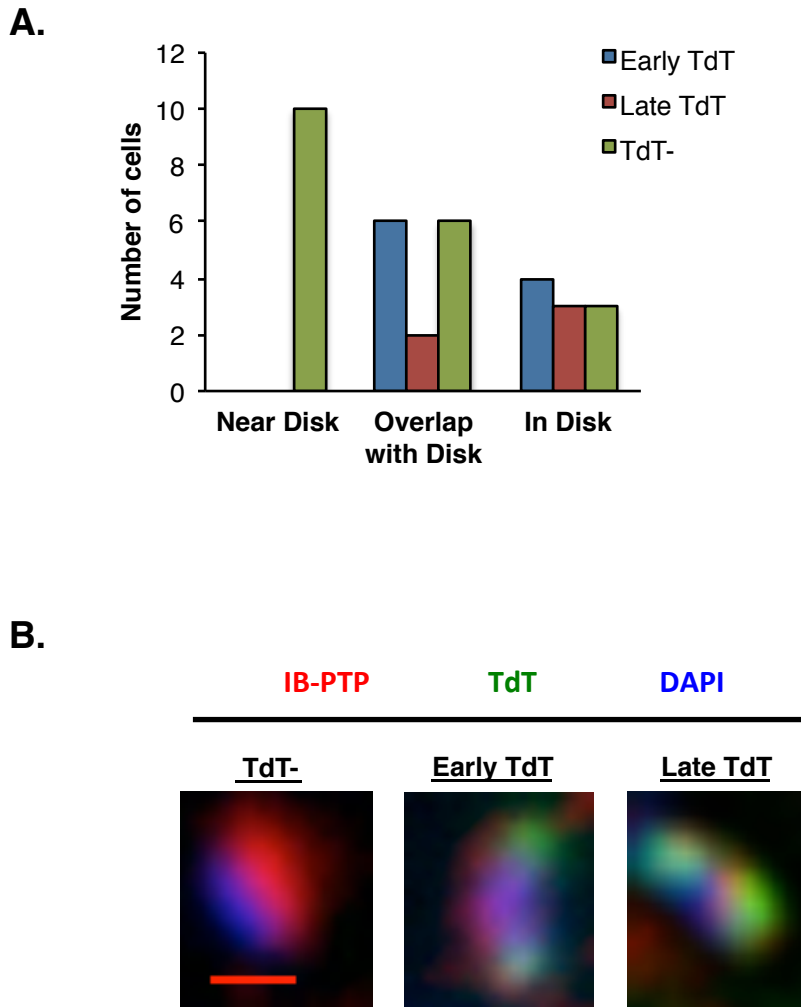 A.
12
10
8
6
4
2
0
Number of cells
Early TdT
Late TdT
TdT-
Near Disk
Overlap
with Disk
In Disk
B.
IB-PTP TdT DAPI
TdT- Early TdT Late TdT